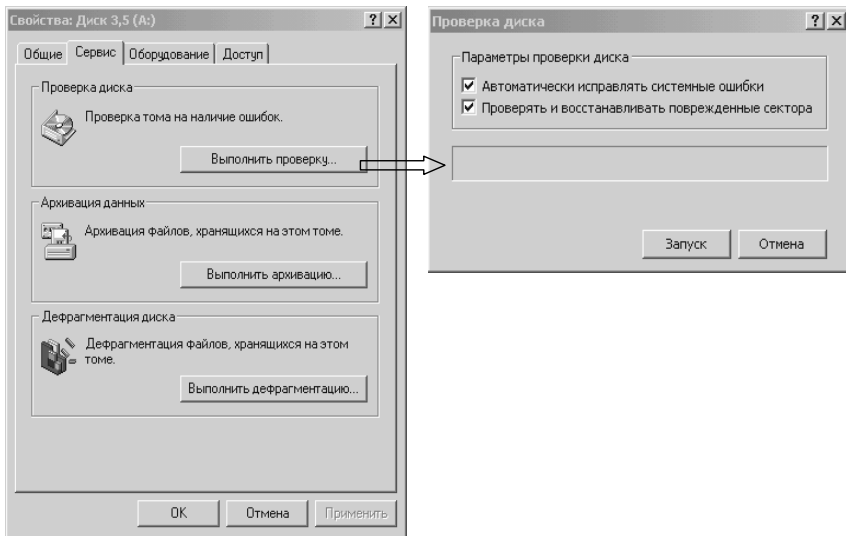 Свойства: Диск 3,5 (A:)
Общие Сервис Оборудование Доступ
Проверка диска
Проверка тома на наличие ошибок.
Выполнить проверку...
Архивация данных
Архивация файлов, хранящихся на этом томе.
Выполнить архивацию...
Дефрагментация диска
Дефрагментация файлов, хранящихся на этом
томе.
Выполнить дефрагментацию...
OK Отмена Применить
Проверка диска
Параметры проверки диска
Автоматически исправлять системные ошибки
Проверять и восстанавливать поврежденные сектора
Запуск Отмена